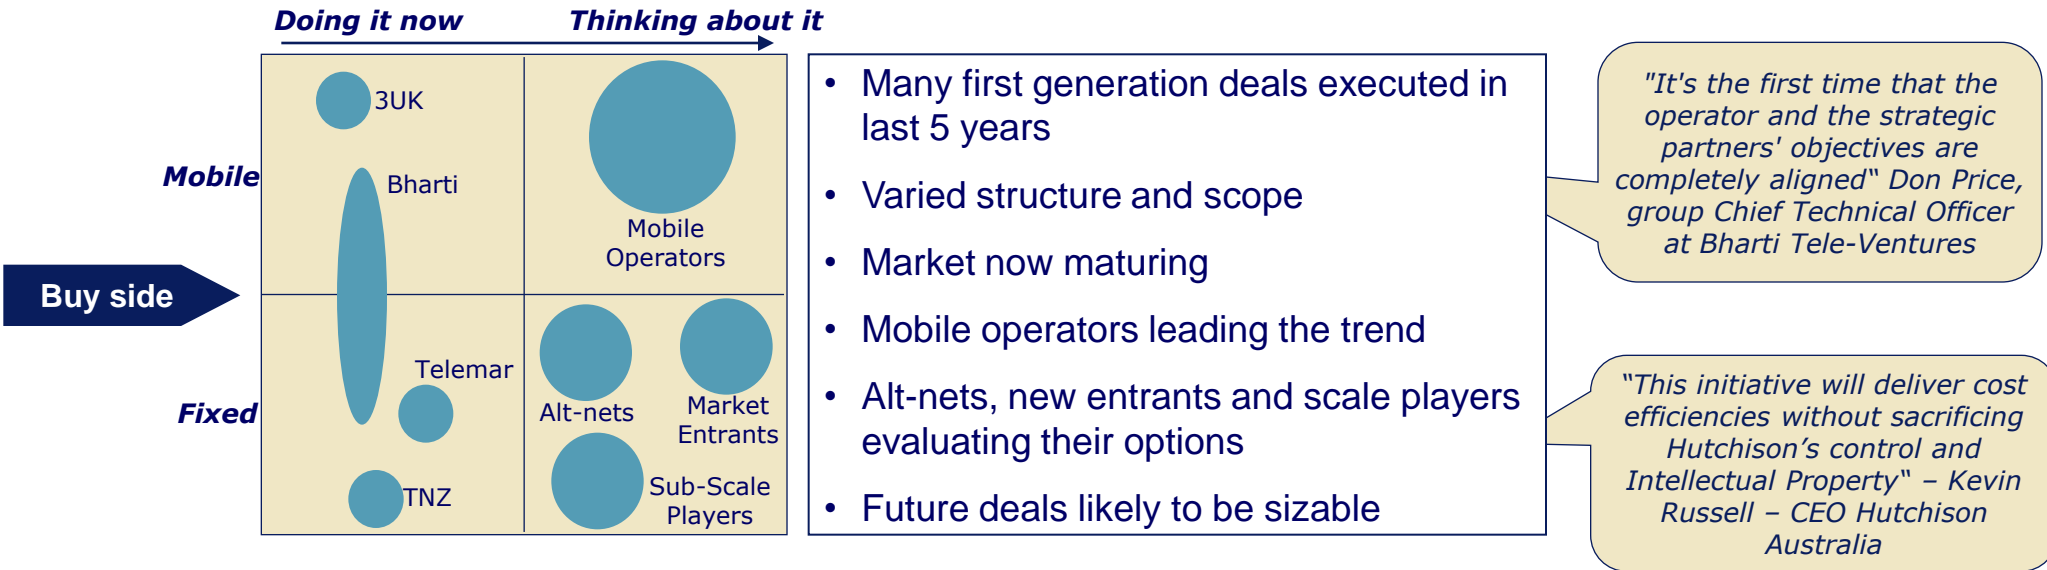 Doing it now
Thinking about it
Mobile
Fixed
Buy side
3UK
Bharti
Mobile
Operators
Telemar
TNZ
Alt-nets
Market
Entrants
Sub-Scale
Players
• Many first generation deals executed in
last 5 years
• Varied structure and scope
• Market now maturing
• Mobile operators leading the trend
• Alt-nets, new entrants and scale players
evaluating their options
• Future deals likely to be sizable
"It's the first time that the
operator and the strategic
partners' objectives are
completely aligned“ Don Price,
group Chief Technical Officer
at Bharti Tele-Ventures
“This initiative will deliver cost
efficiencies without sacrificing
Hutchison’s control and
Intellectual Property“ – Kevin
Russell – CEO Hutchison
Australia